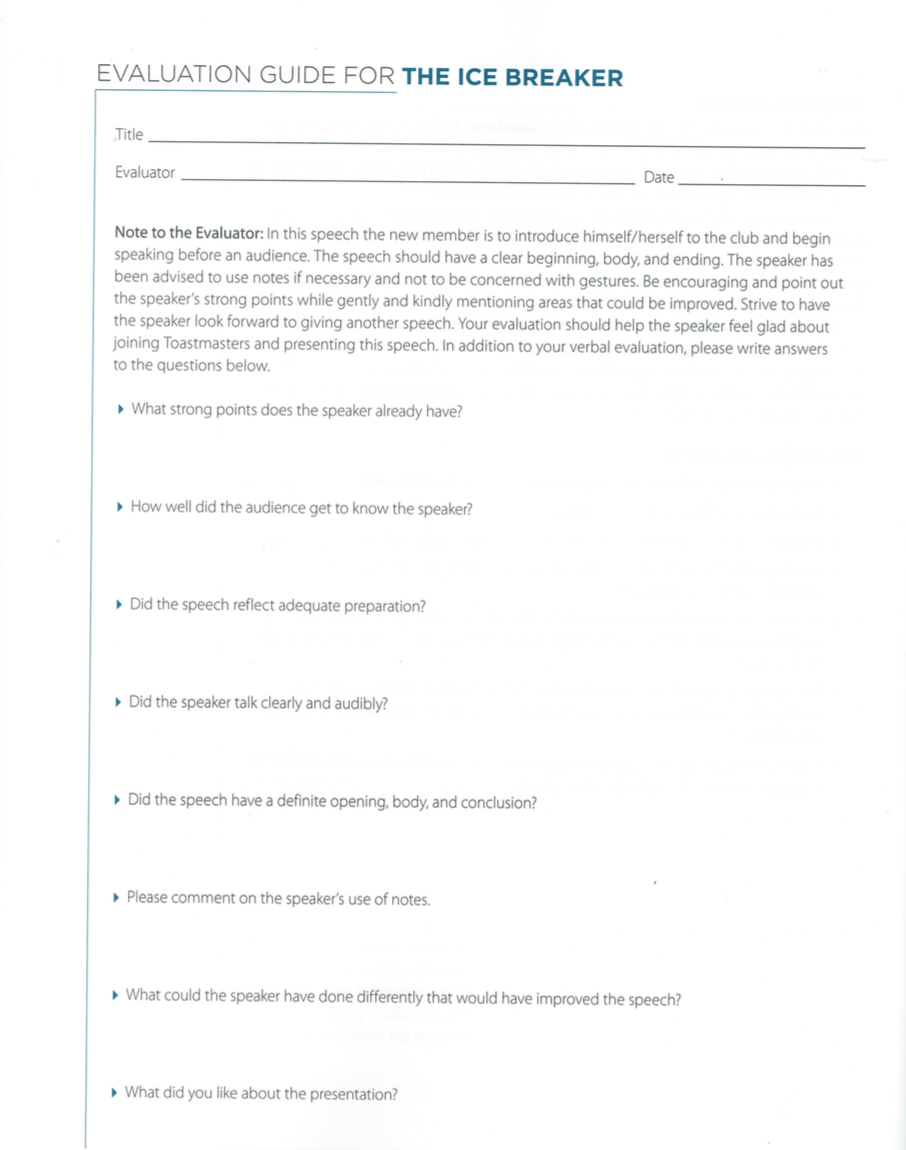 EVALUATION GUIDE FOR THE ICE BREAKER
Title
Evaluator Date
Note to the Evaluator: In this speech the new member is to introduce himself/herself to the club and begin
speaking before an audience. The speech should have a clear beginning, body, and ending. The speaker has
been advised to use notes if necessary and not to be concerned with gestures. Be encouraging and point out
the speaker's strong points while gently and kindly mentioning areas that could be improved. Strive to have
the speaker look forward to giving another speech. Your evaluation should help the speaker feel glad about
joining Toastmasters and presenting this speech. In addition to your verbal evaluation, please write answers
to the questions below.
What strong points does the speaker already have?
How well did the audience get to know the speaker?
Did the speech reflect adequate preparation?
Did the speaker talk clearly and audibly?
Did the speech have a definite opening, body, and conclusion?
Please comment on the speaker's use of notes.
What could the speaker have done differently that would have improved the speech?
What did you like about the presentation?